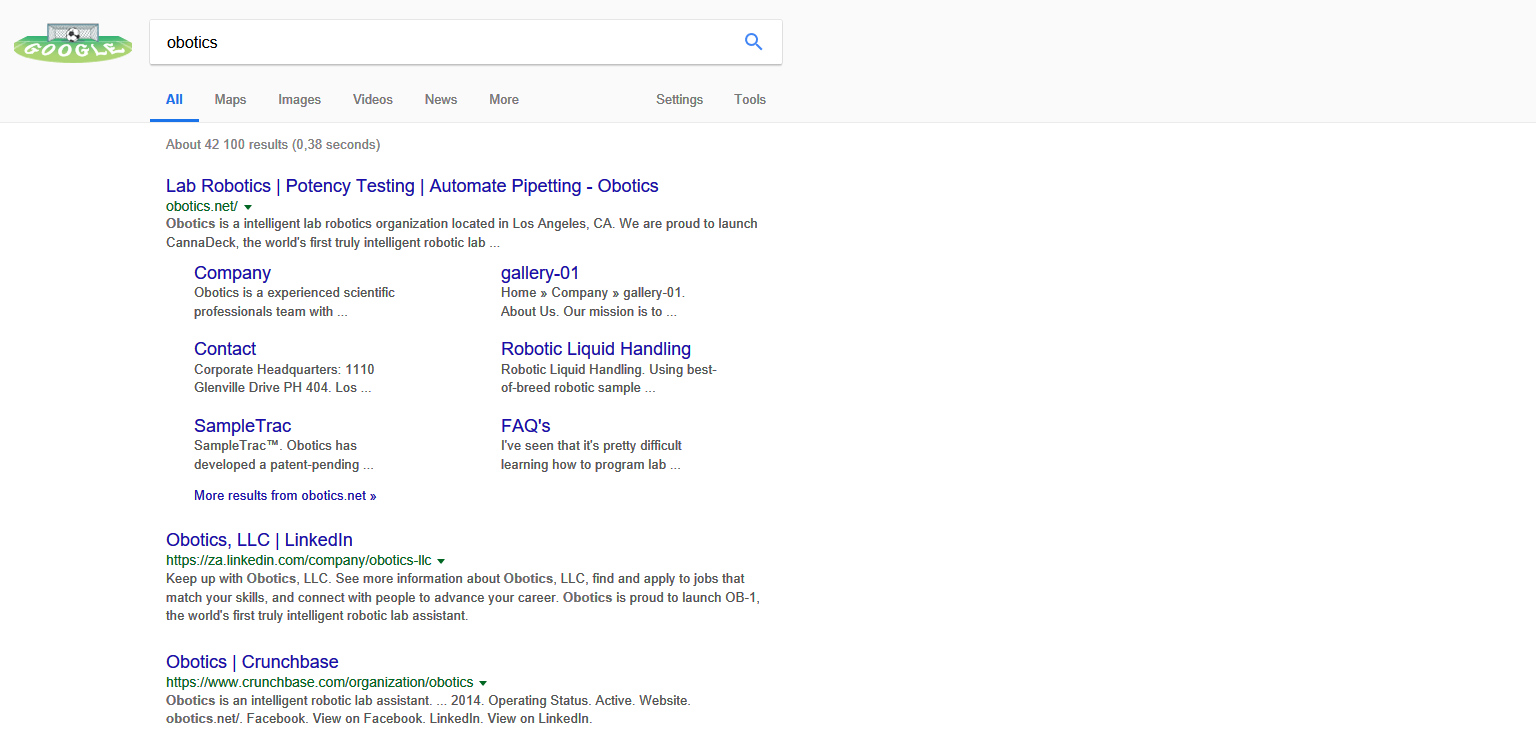 GOOGLE
obotics
All Maps Images Videos News More Settings Tools
About 42 100 results (0,38 seconds)
Lab Robotics | Potency Testing | Automate Pipetting - Obotics
obotics.net/
Obotics is a intelligent lab robotics organization located in Los Angeles, CA. We are proud to launch
CannaDeck, the world's first truly intelligent robotic lab ...
Company
Obotics is a experienced scientific
professionals team with ...
gallery-01
Home » Company » gallery-01.
About Us. Our mission is to ...
Contact
Corporate Headquarters: 1110
Glenville Drive PH 404. Los ...
Robotic Liquid Handling
Robotic Liquid Handling. Using best-
of-breed robotic sample ...
SampleTrac
SampleTrac™. Obotics has
developed a patent-pending ...
FAQ's
I've seen that it's pretty difficult
learning how to program lab ...
More results from obotics.net »
Obotics, LLC | LinkedIn
https://za.linkedin.com/company/obotics-llc
Keep up with Obotics, LLC. See more information about Obotics, LLC, find and apply to jobs that
match your skills, and connect with people to advance your career. Obotics is proud to launch OB-1,
the world's first truly intelligent robotic lab assistant.
Obotics | Crunchbase
https://www.crunchbase.com/organization/obotics
Obotics is an intelligent robotic lab assistant. ... 2014. Operating Status. Active. Website.
obotics.net/. Facebook. View on Facebook. LinkedIn. View on LinkedIn.